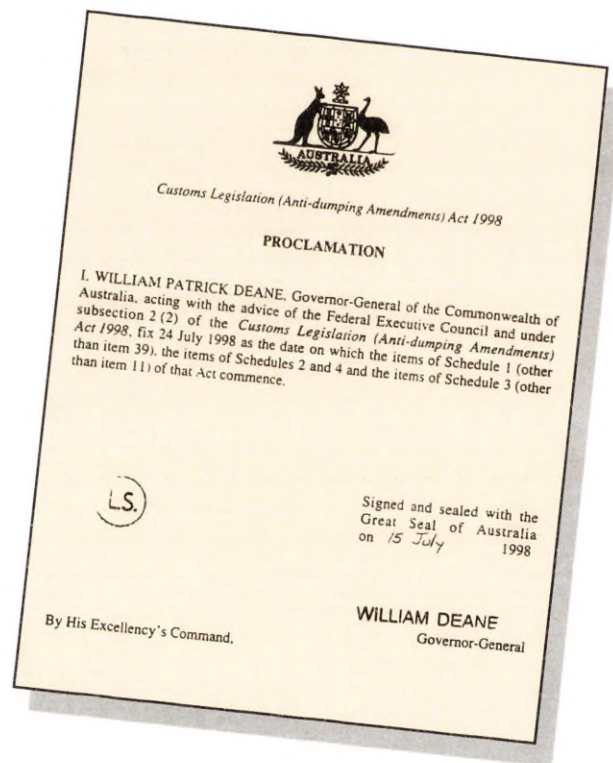 AUSTRALIA
Customs Legislation (Anti-dumping Amendments) Act 1998
PROCLAMATION
I, WILLIAM PATRICK DEANE, Governor-General of the Commonwealth of
Australia, acting with the advice of the Federal Executive Council and under
subsection 2 (2) of the Customs Legislation (Anti-dumping Amendments)
Act 1998, fix 24 July 1998 as the date on which the items of Schedule 1 (other
than item 39), the items of Schedules 2 and 4 and the items of Schedule 3 (other
than item 11) of that Act commence.
L.S.
Signed and sealed with the
Great Seal of Australia
on 15 July 1998
WILLIAM DEANE
Governor-General
By His Excellency's Command,